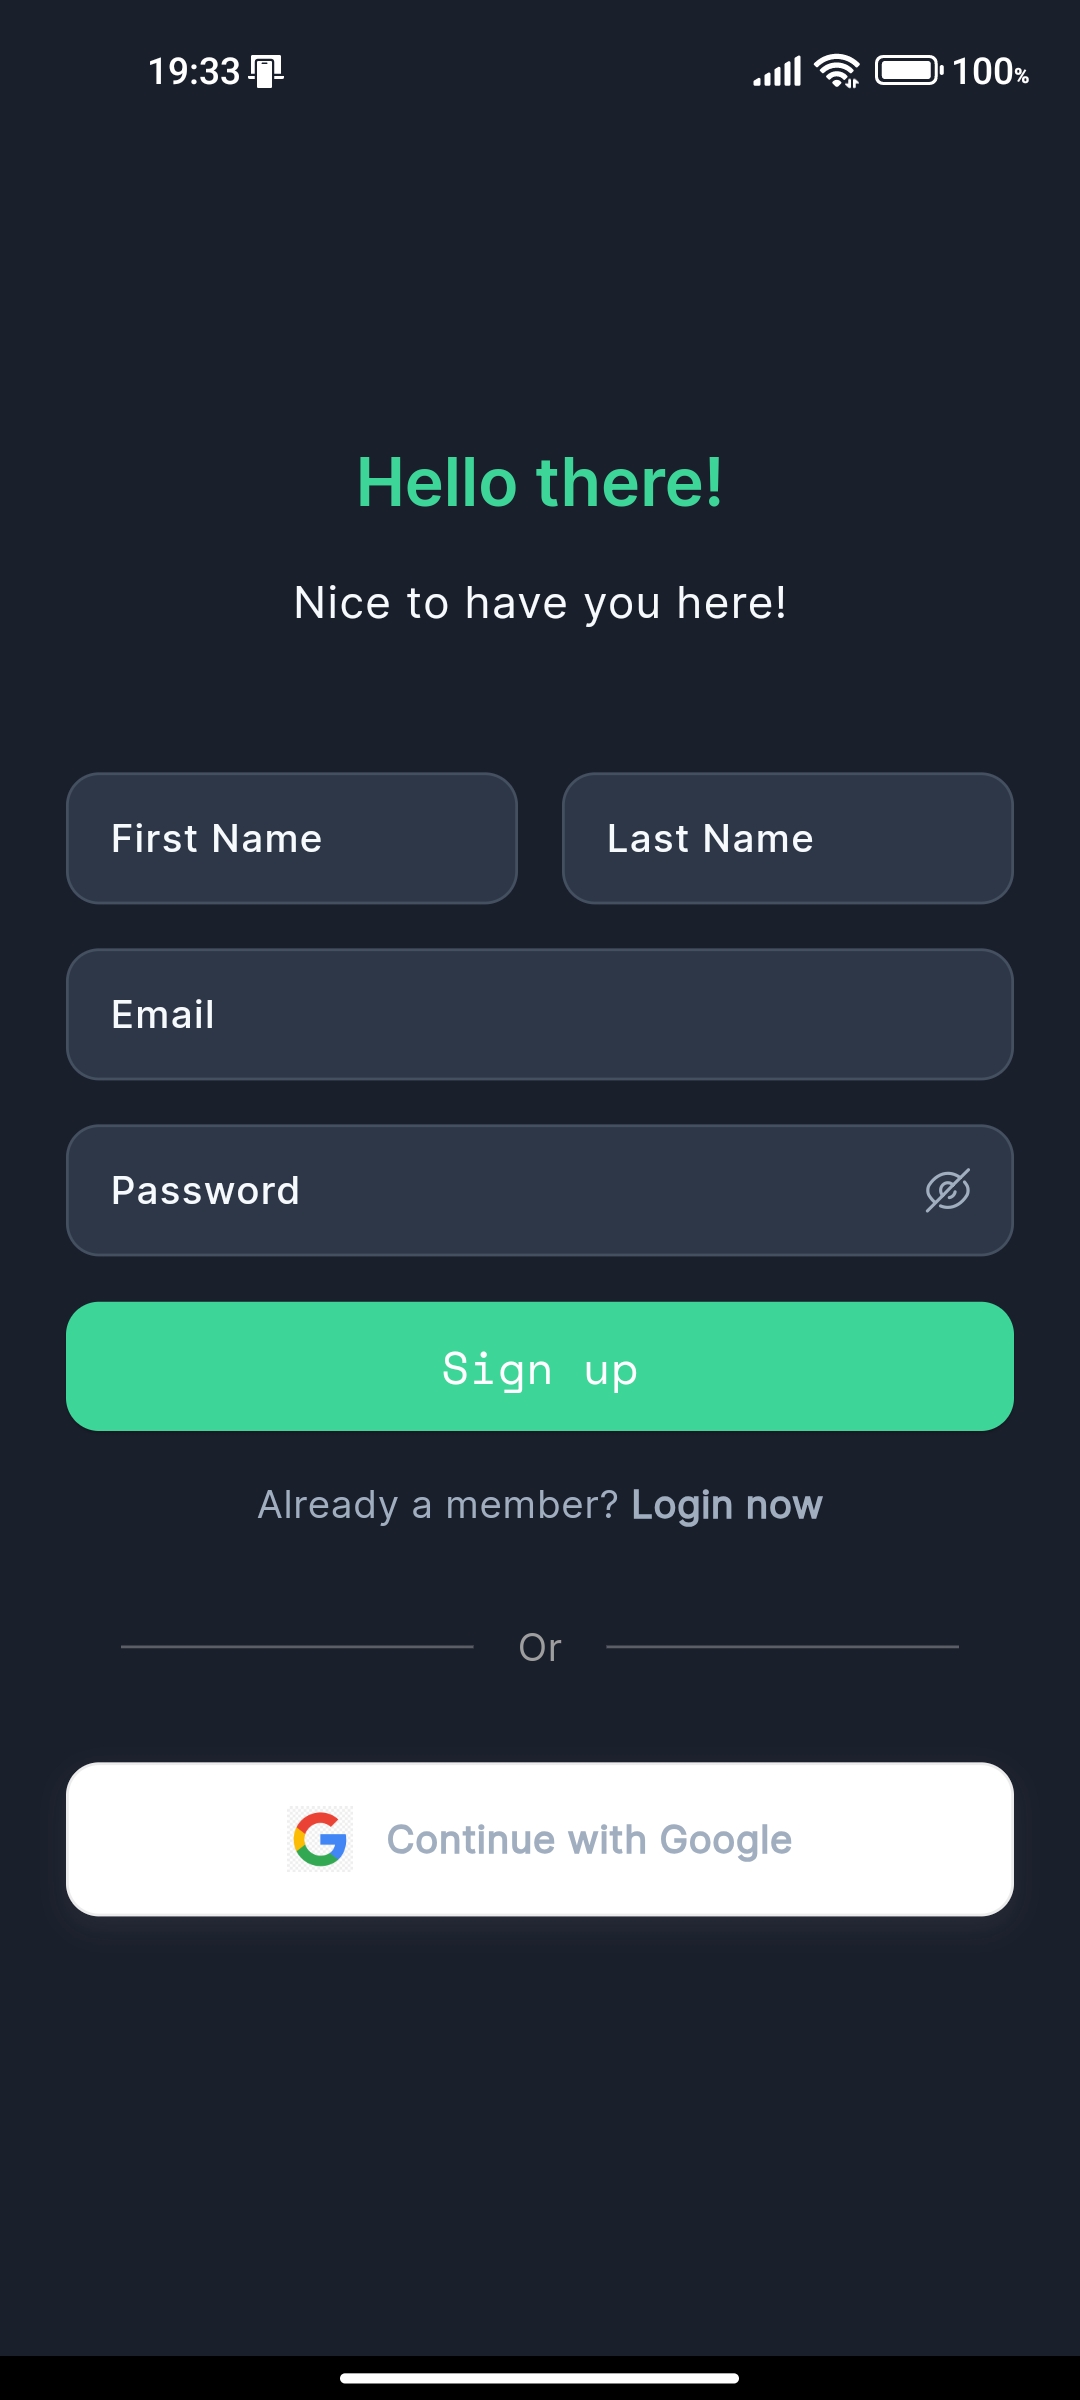 19:33 100%
Hello there!
Nice to have you here!
First Name Last Name
Email
Password
Sign up
Already a member? Login now
Or
Continue with Google